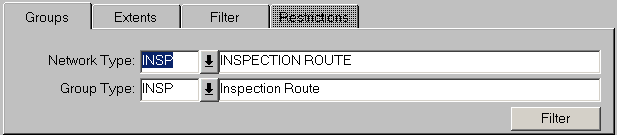 Groups Extents Filter Restrictions
Network Type: INSP INSPECTION ROUTE
Group Type: INSP Inspection Route
Filter